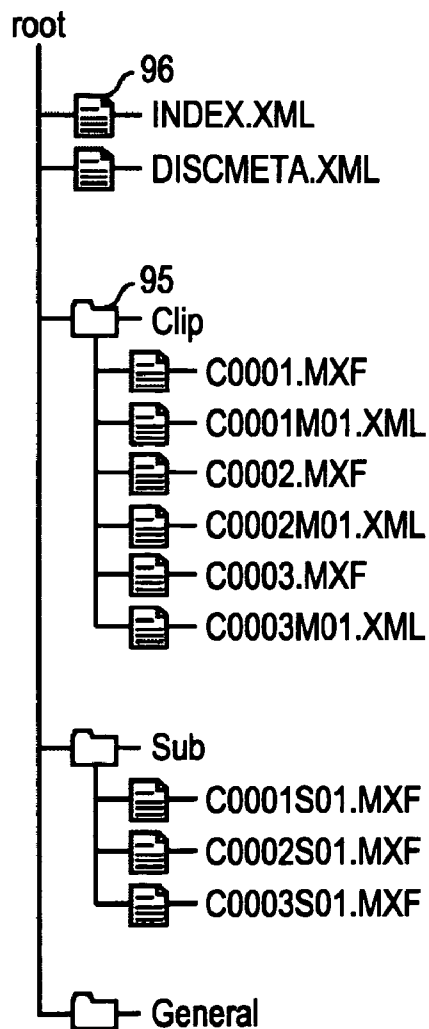 root
96
INDEX.XML
DISCMETA.XML
95
Clip
C0001.MXF
C0001M01.XML
C0002.MXF
C0002M01.XML
C0003.MXF
C0003M01.XML
Sub
C0001S01.MXF
C0002S01.MXF
C0003S01.MXF
General